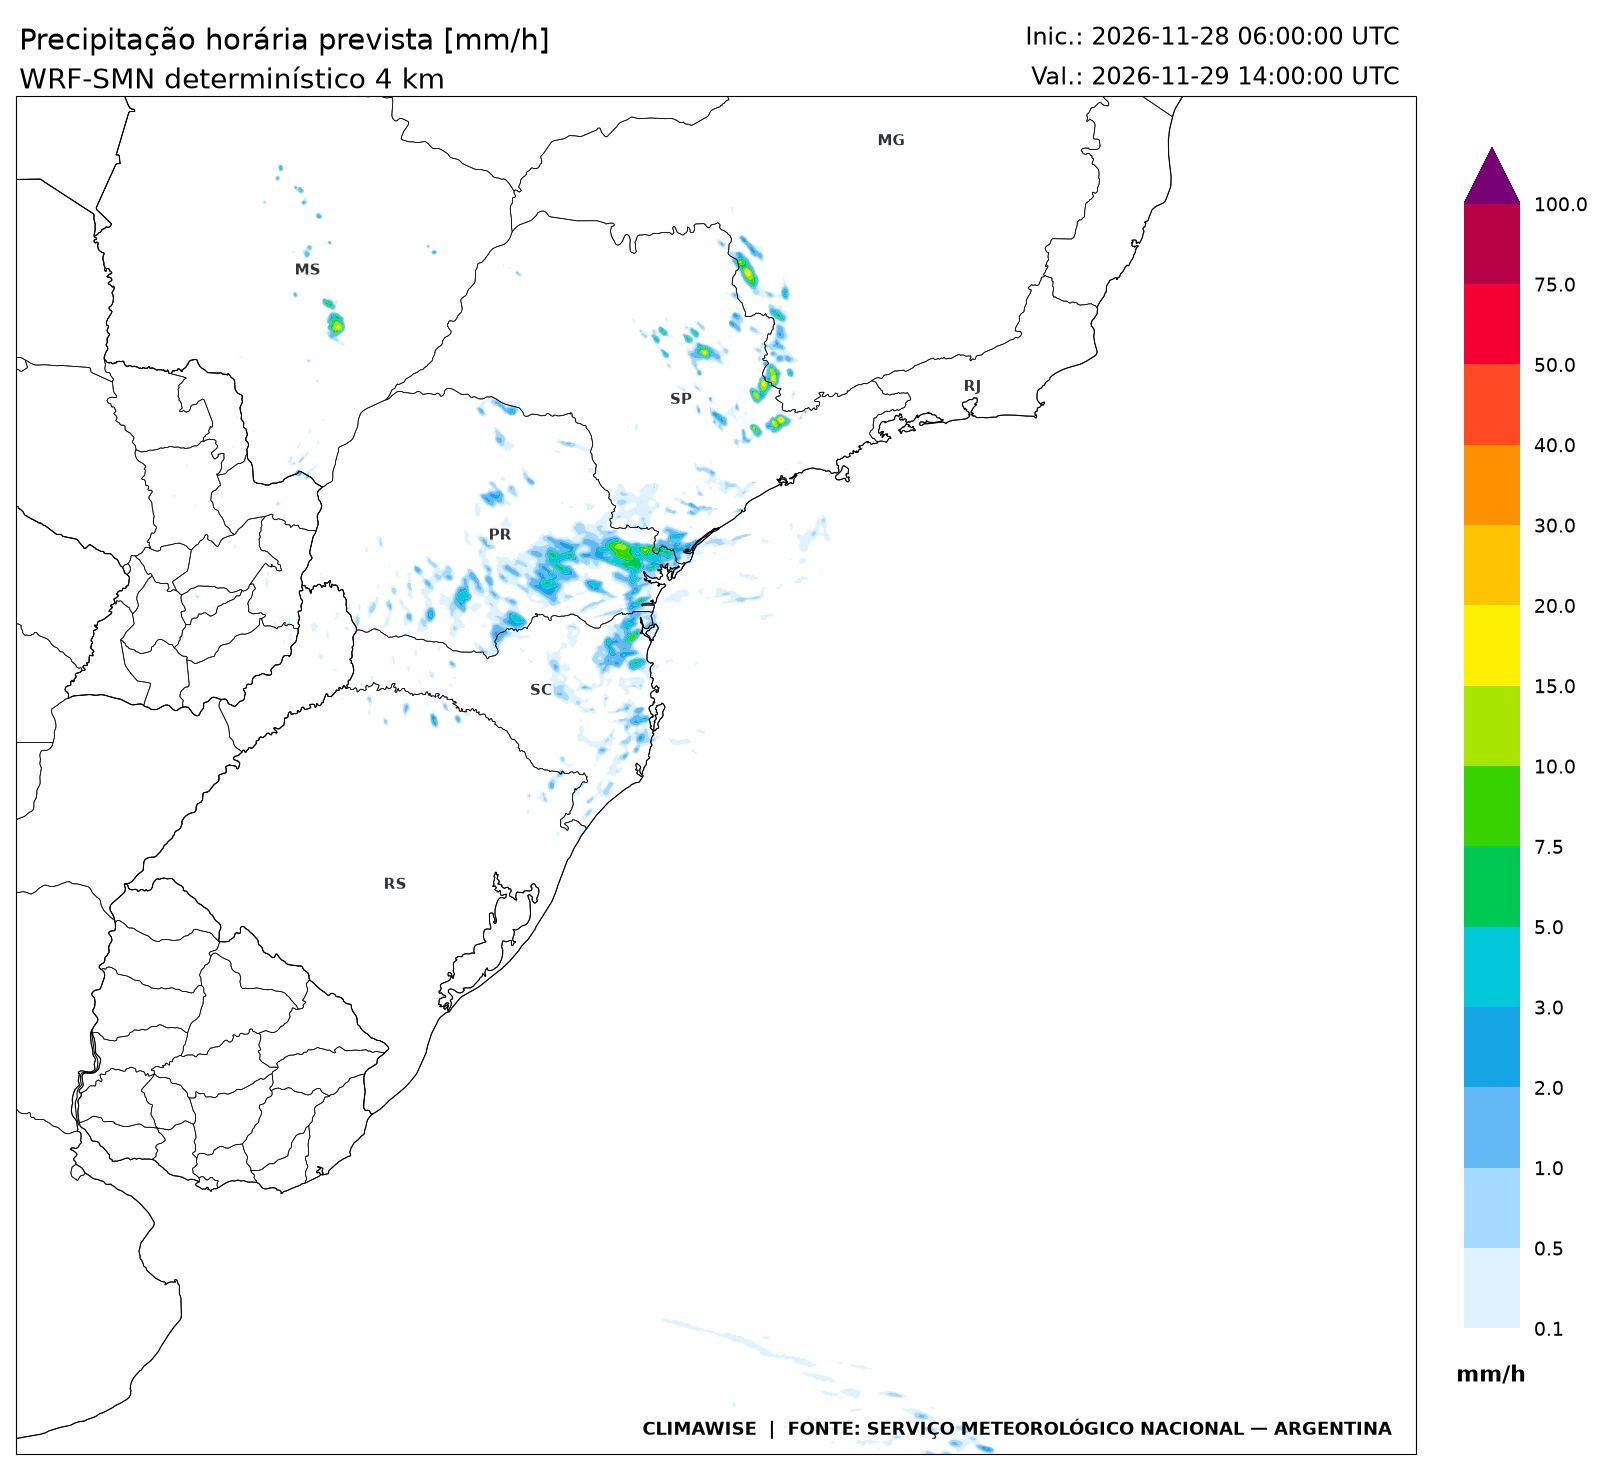 Precipitação horária prevista [mm/h]
WRF-SMN determinístico 4 km
Inic.: 2026-11-28 06:00:00 UTC
Val.: 2026-11-29 14:00:00 UTC
MG
MS
RJ
SP
PR
SC
RS
100.0
75.0
50.0
40.0
30.0
20.0
15.0
10.0
7.5
5.0
3.0
2.0
1.0
0.5
0.1
mm/h
CLIMAWISE | FONTE: SERVIÇO METEOROLÓGICO NACIONAL — ARGENTINA